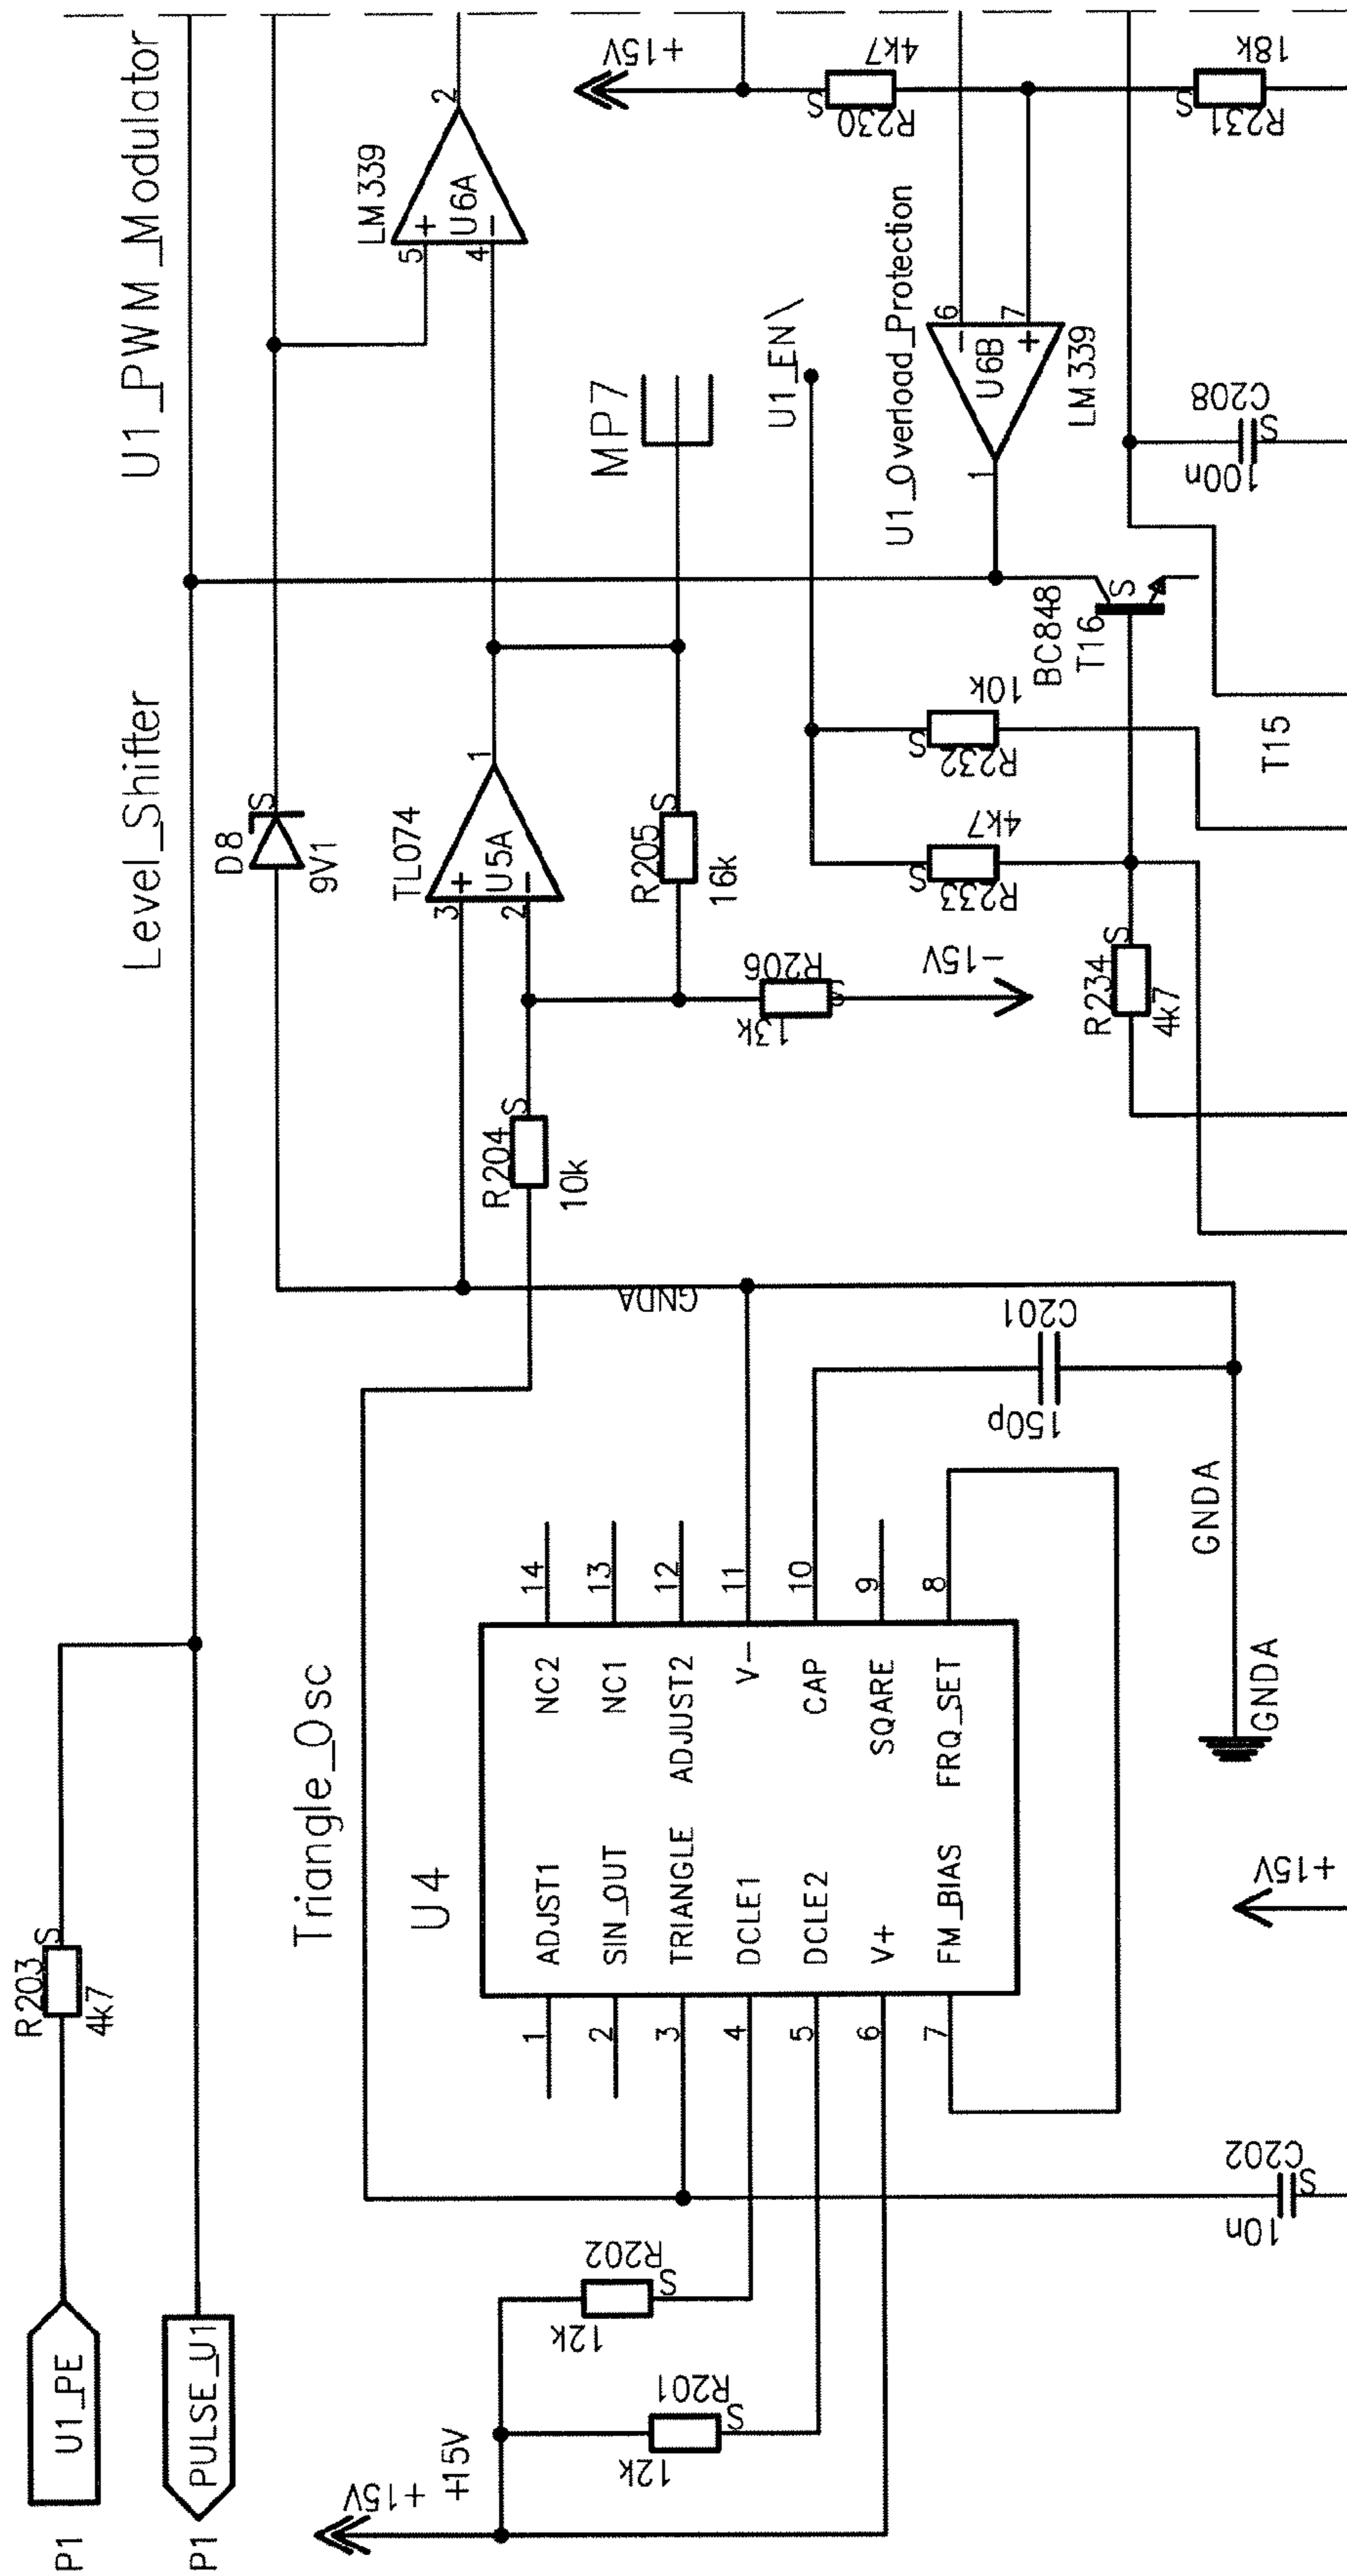 U1_PWM_Modulator
Level_Shifter
Triangle_Osc
P1
U1_PE
R203
S
4k7
P1
PULSE_U1
D8
S
9V1
LM339
5
+
U6A
4
−
2
+15V
4k7
S
R230
18k
S
R231
TL074
3
+
U5A
2
−
1
R205
S
16k
MP7
U1_EN\
U1_Overload_Protection
6
−
U6B
7
+
1
LM339
C208
S
100n
BC848
S
T16
T15
10k
S
R232
4k7
S
R233
R206
S
13k
−15V
R234
S
4k7
R204
S
10k
GNDA
C201
150p
GNDA
GNDA
U4
14
NC2
13
NC1
12
ADJUST2
11
V−
10
CAP
9
SQARE
8
FRQ_SET
ADJST1
1
SIN_OUT
2
TRIANGLE
3
DCLE1
4
DCLE2
5
V+
6
FM_BIAS
7
+15V
C202
S
10n
R202
S
12k
R201
S
12k
+15V
+15V